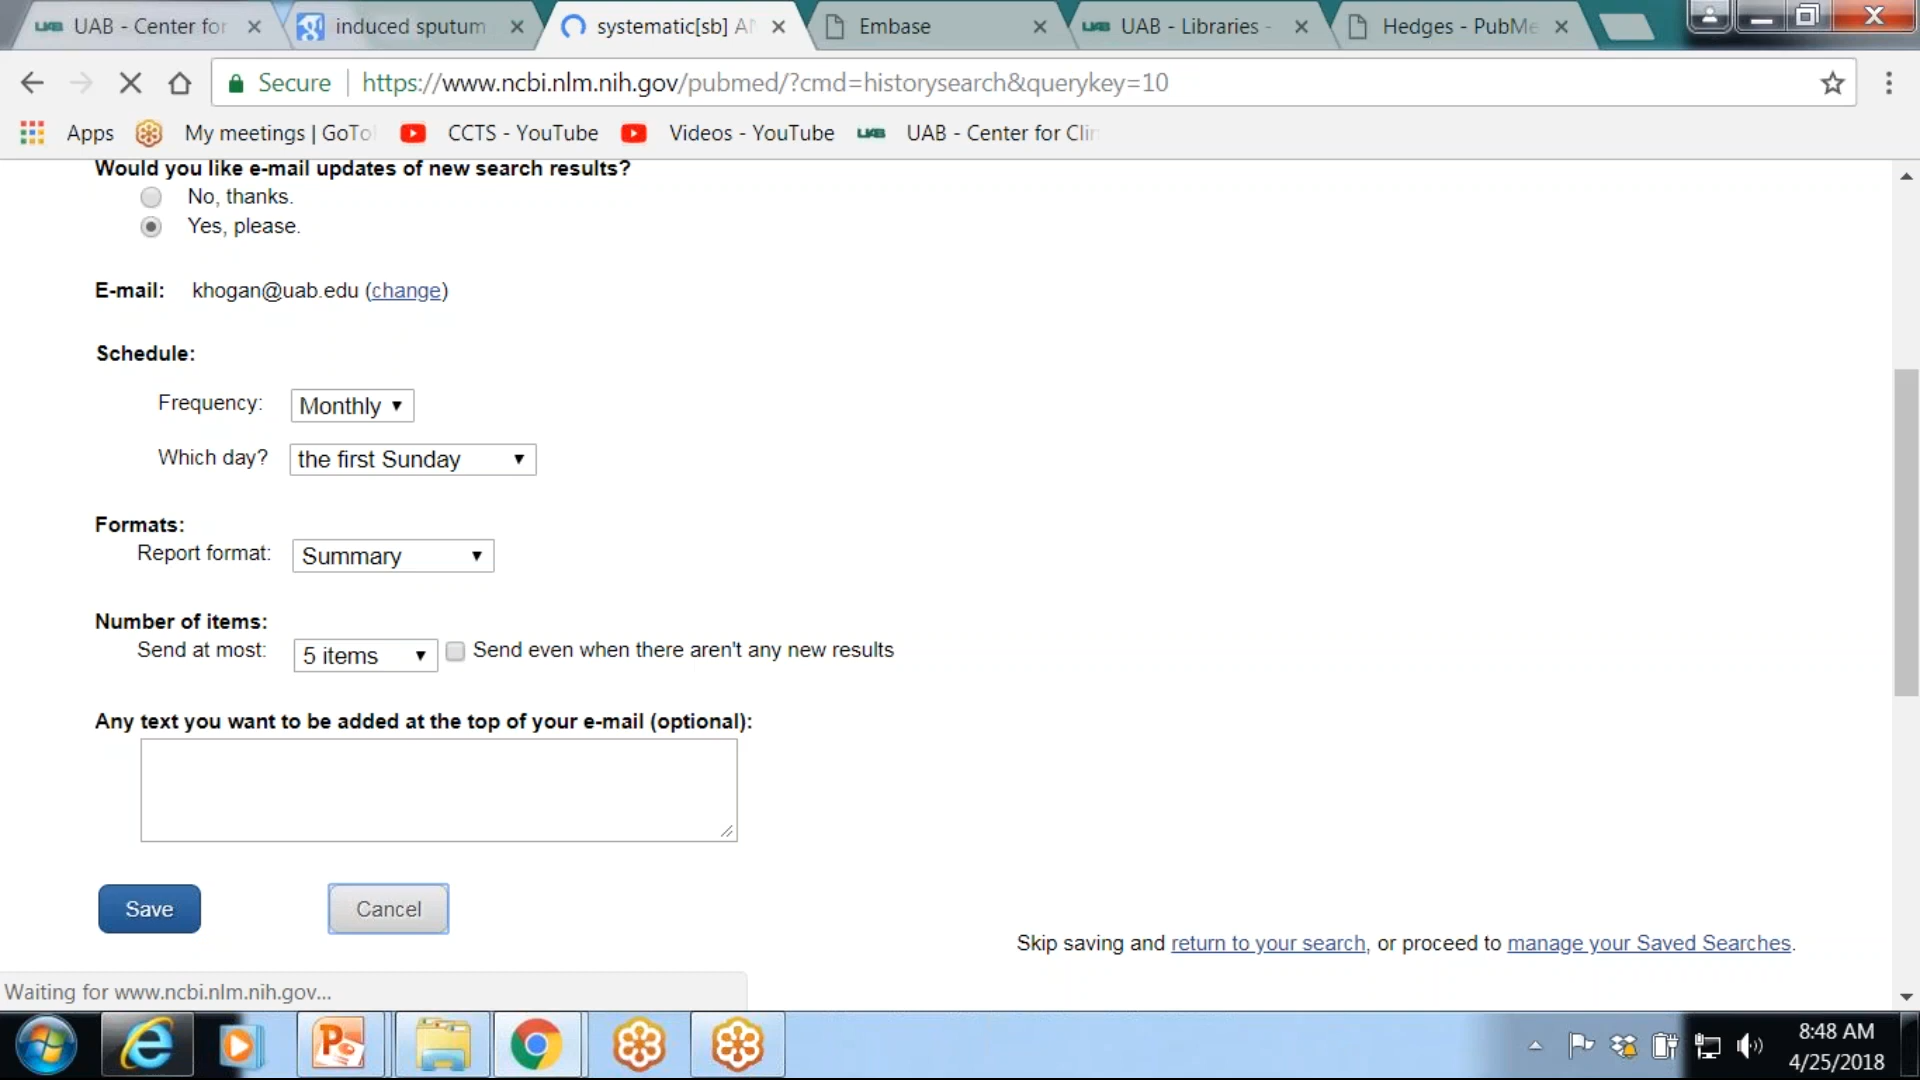 UAB UAB - Center for
induced sputum
systematic[sb] AN
Embase
UAB UAB - Libraries -
Hedges - PubMe
Secure https://www.ncbi.nlm.nih.gov/pubmed/?cmd=historysearch&querykey=10
Apps My meetings | GoTo CCTS - YouTube Videos - YouTube UAB UAB - Center for Clin
Would you like e-mail updates of new search results?
No, thanks.
Yes, please.
E-mail: khogan@uab.edu (change)
Schedule:
Frequency: Monthly
Which day? the first Sunday
Formats:
Report format: Summary
Number of items:
Send at most: 5 items Send even when there aren't any new results
Any text you want to be added at the top of your e-mail (optional):
Save Cancel
Skip saving and return to your search, or proceed to manage your Saved Searches.
Waiting for www.ncbi.nlm.nih.gov...
8:48 AM
4/25/2018